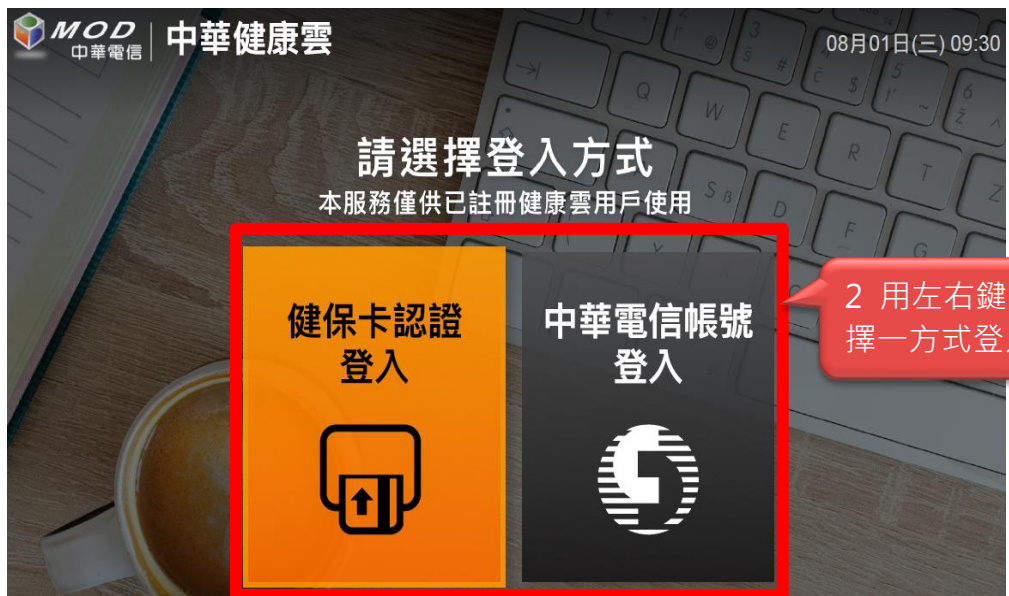 MOD
中華電信
中華健康雲
08月01日(三) 09:30
請選擇登入方式
本服務僅供已註冊健康雲用戶使用
健保卡認證
登入
中華電信帳號
登入
2 用左右鍵
擇一方式登